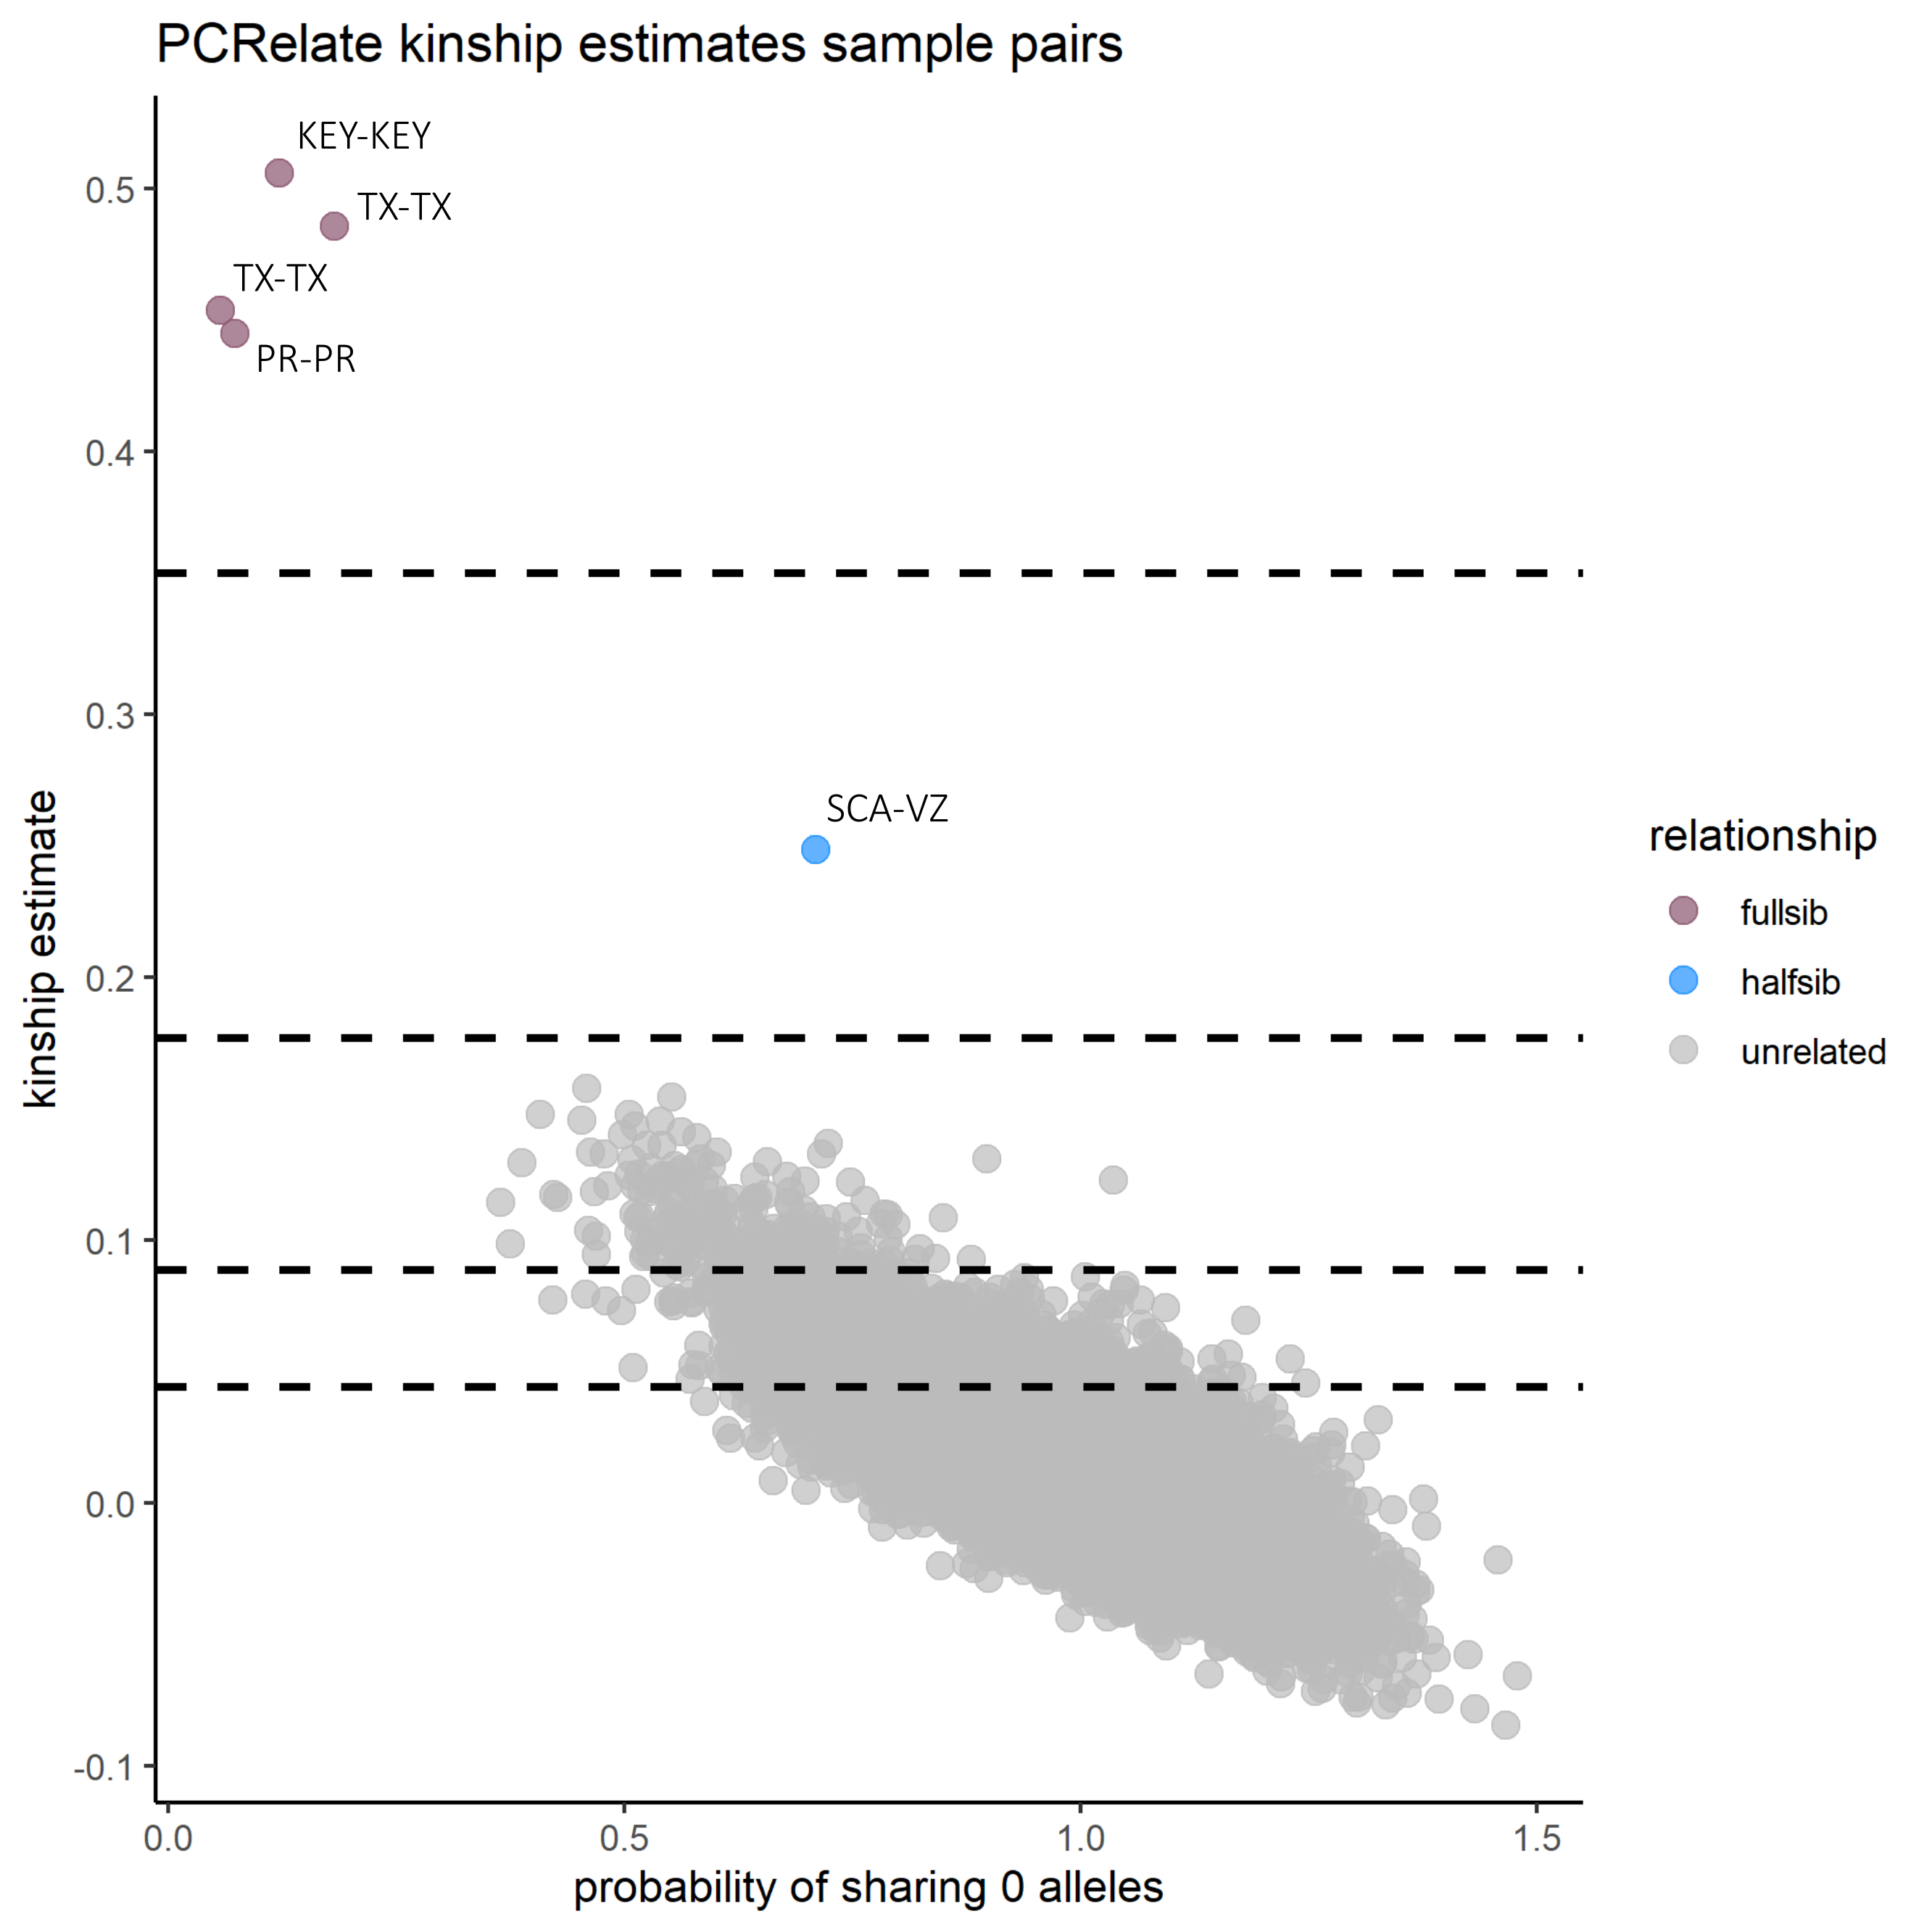 PCRelate kinship estimates sample pairs
KEY-KEY
TX-TX
TX-TX
PR-PR
SCA-VZ
0.5
0.4
0.3
0.2
0.1
0.0
-0.1
kinship estimate
0.0
0.5
1.0
1.5
probability of sharing 0 alleles
relationship
fullsib
halfsib
unrelated